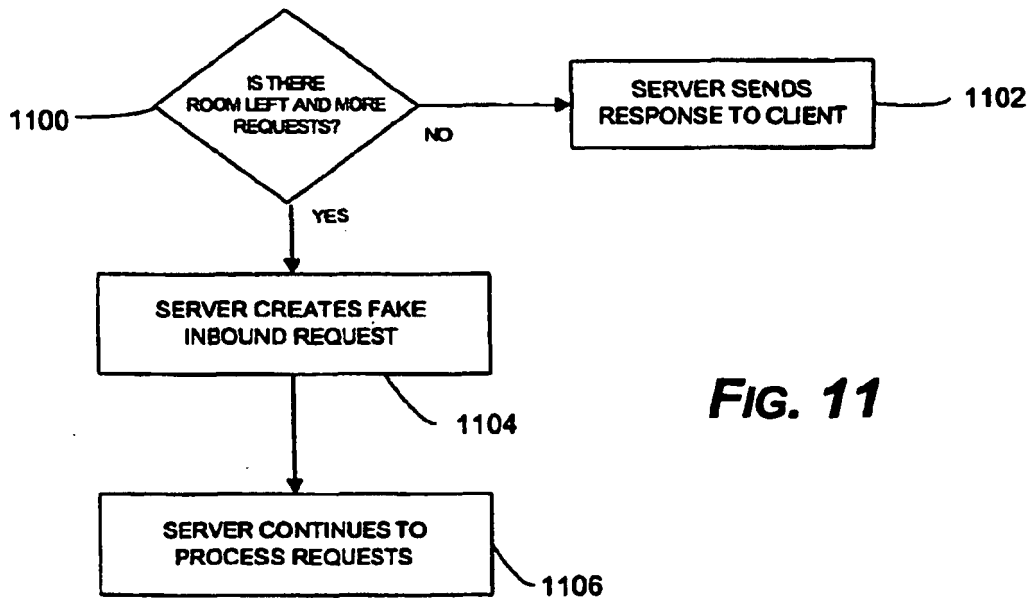 IS THERE
ROOM LEFT AND MORE
REQUESTS?
1100
NO
SERVER SENDS
RESPONSE TO CLIENT
1102
YES
SERVER CREATES FAKE
INBOUND REQUEST
1104
FIG. 11
SERVER CONTINUES TO
PROCESS REQUESTS
1106